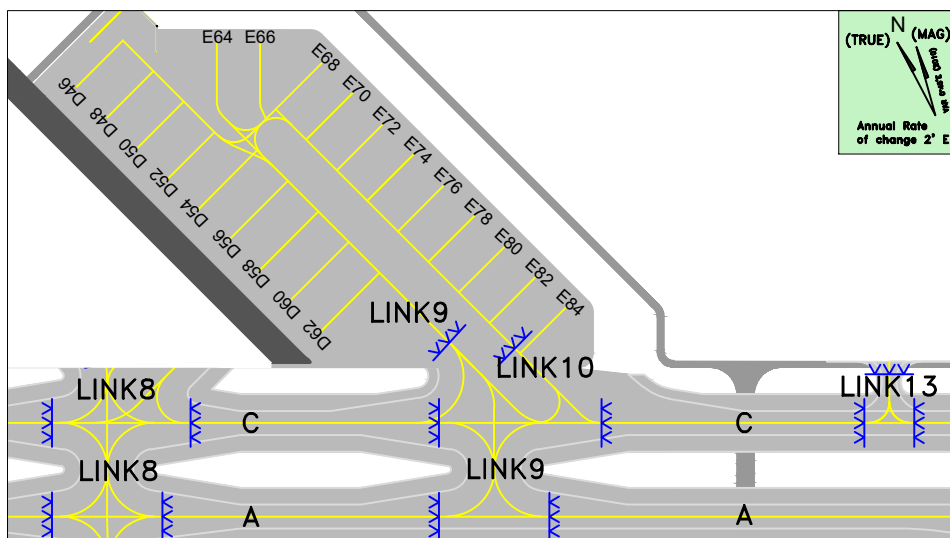 E64
E66
E68
E70
E72
E74
E76
E78
E80
E82
E84
D46
D48
D50
D52
D54
D56
D58
D60
D62
N
(TRUE)
(MAG)
Annual Rate
of change 2' E
LINK9
LINK10
LINK8
LINK13
C
C
LINK8
LINK9
A
A